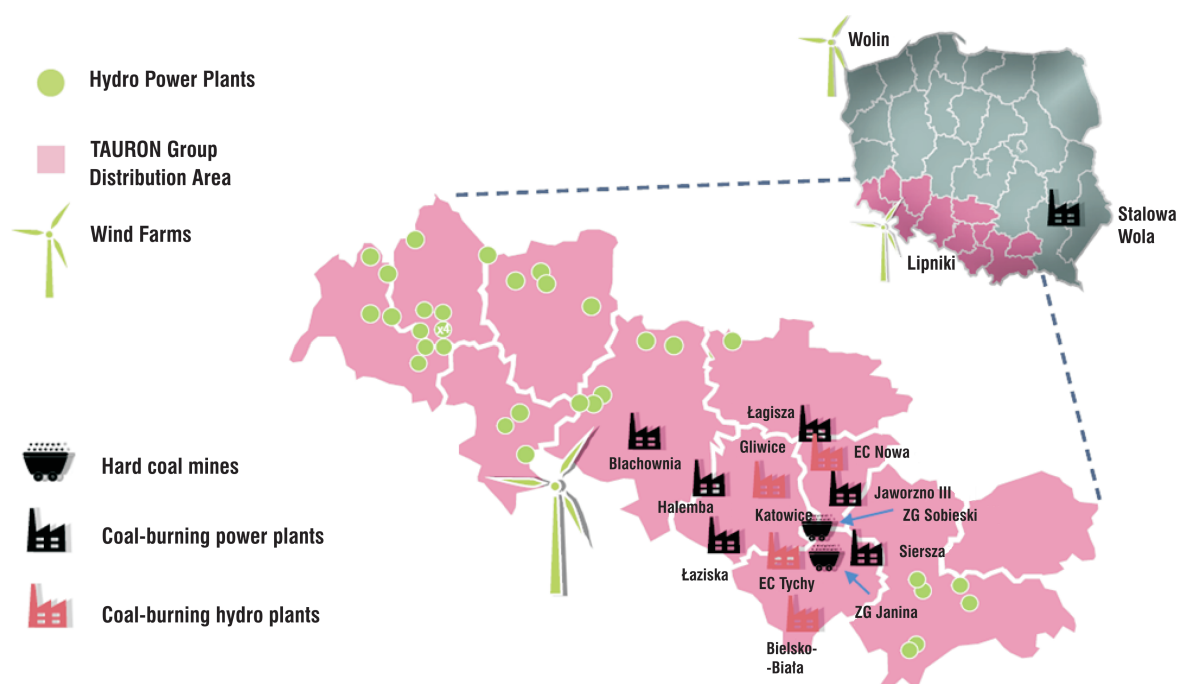 Wolin
Hydro Power Plants
TAURON Group
Distribution Area
Wind Farms
Stalowa
Wola
Lipniki
x4
Łagisza
Gliwice
EC Nowa
Blachownia
Halemba
Jaworzno III
Katowice
ZG Sobieski
Hard coal mines
Coal-burning power plants
Siersza
Łaziska
EC Tychy
ZG Janina
Coal-burning hydro plants
Bielsko-
-Biała